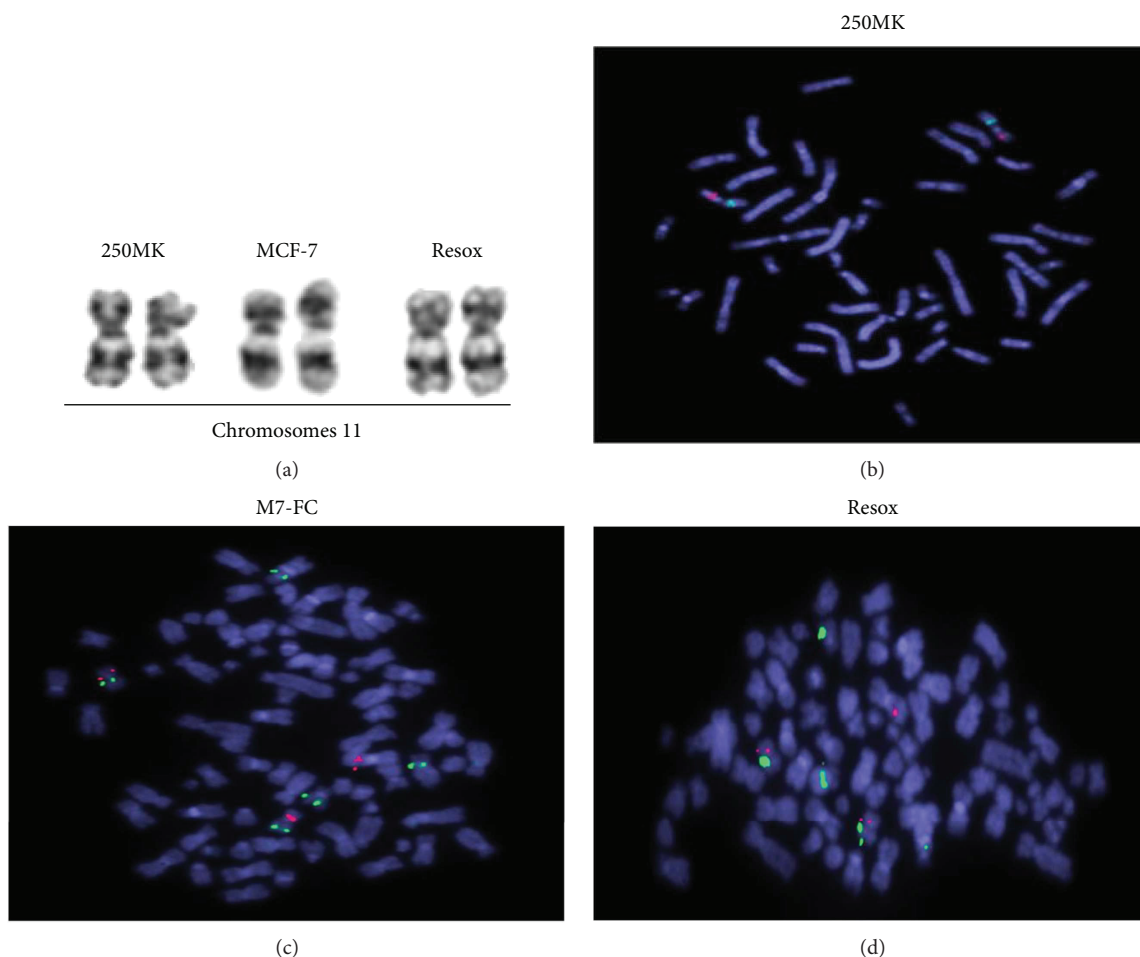 250MK
250MK
MCF-7
Resox
Chromosomes 11
(a)
(b)
M7-FC
Resox
(c)
(d)